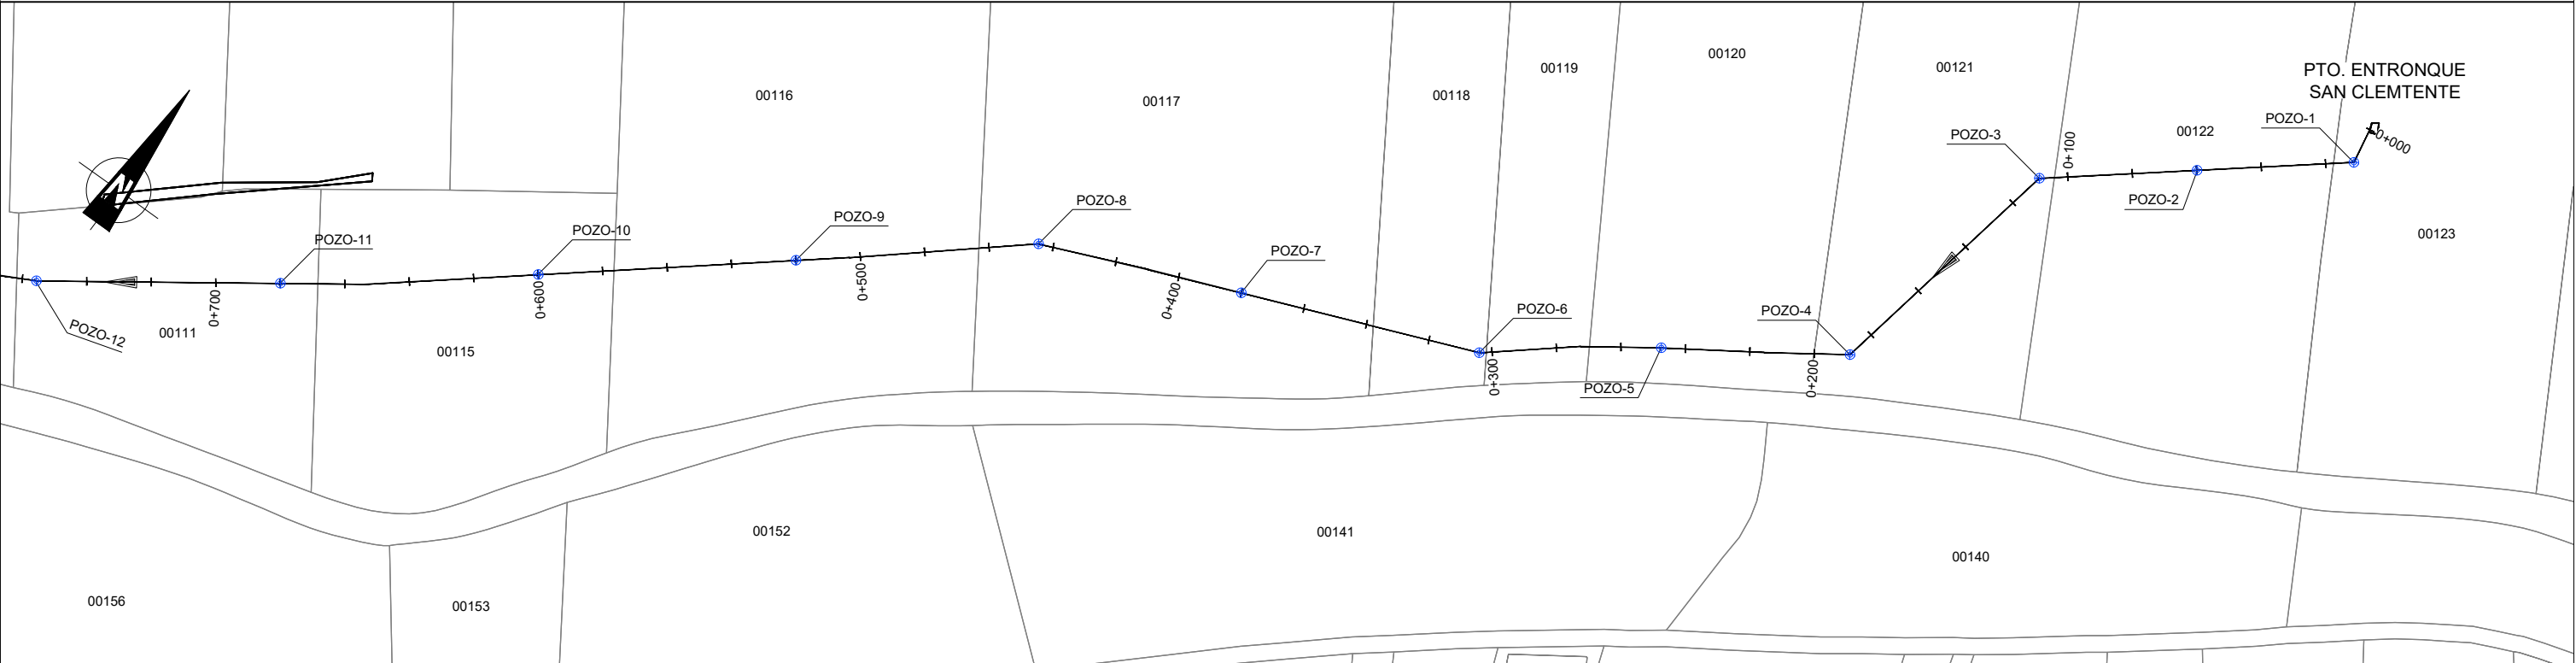 00120
00121
00119
PTO. ENTRONQUE
SAN CLEMTENTE
00116
00117
00118
POZO-1
00122
POZO-3
0+100
0+000
POZO-2
POZO-8
POZO-9
POZO-10
POZO-11
00123
POZO-7
0+500
0+600
0+400
0+700
POZO-6
POZO-4
POZO-12
00111
00115
0+300
0+200
POZO-5
00152
00141
00140
00156
00153